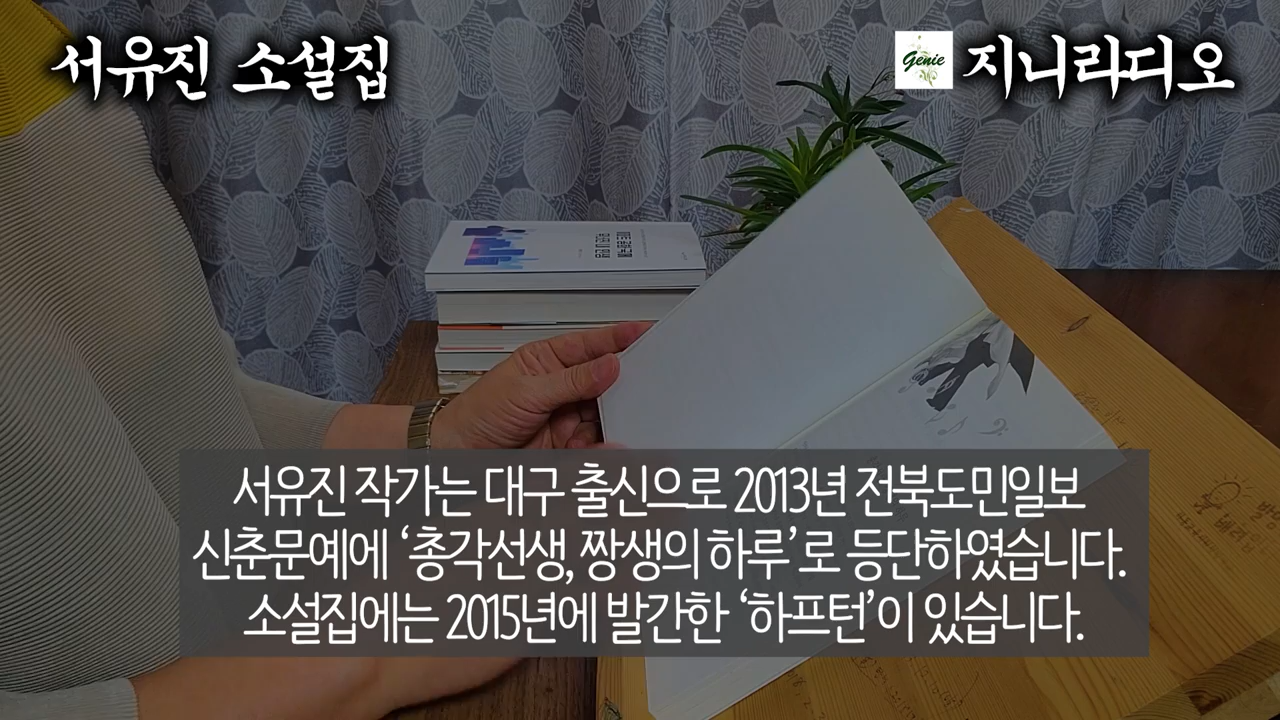 서유진 소설집
Genie 지니라디오
서유진 작가는 대구 출신으로 2013년 전북도민일보
신춘문예에 ‘총각선생, 짱생의 하루’로 등단하였습니다.
소설집에는 2015년에 발간한 ‘하프턴’이 있습니다.